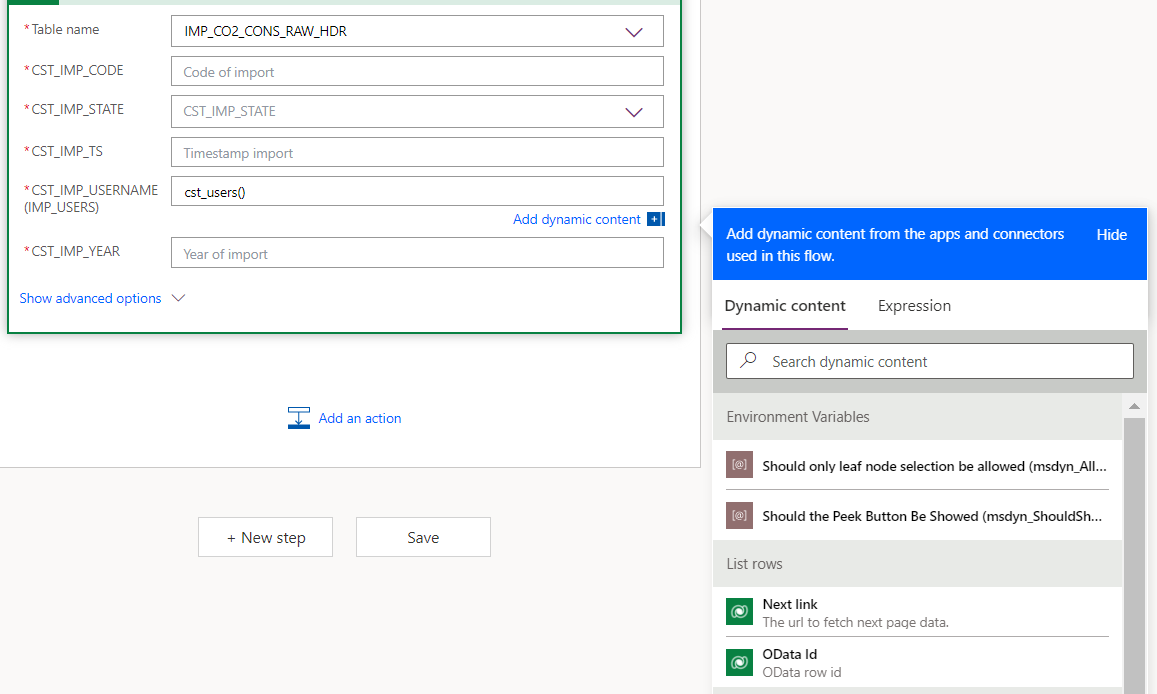 *Table name
IMP_CO2_CONS_RAW_HDR
*CST_IMP_CODE
Code of import
*CST_IMP_STATE
CST_IMP_STATE
*CST_IMP_TS
Timestamp import
*CST_IMP_USERNAME
(IMP_USERS)
cst_users()
Add dynamic content
*CST_IMP_YEAR
Year of import
Show advanced options
Add an action
+ New step
Save
Add dynamic content from the apps and connectors
used in this flow.
Hide
Dynamic content
Expression
Search dynamic content
Environment Variables
[@]
Should only leaf node selection be allowed (msdyn_All...
[@]
Should the Peek Button Be Showed (msdyn_ShouldSh...
List rows
Next link
The url to fetch next page data.
OData Id
OData row id